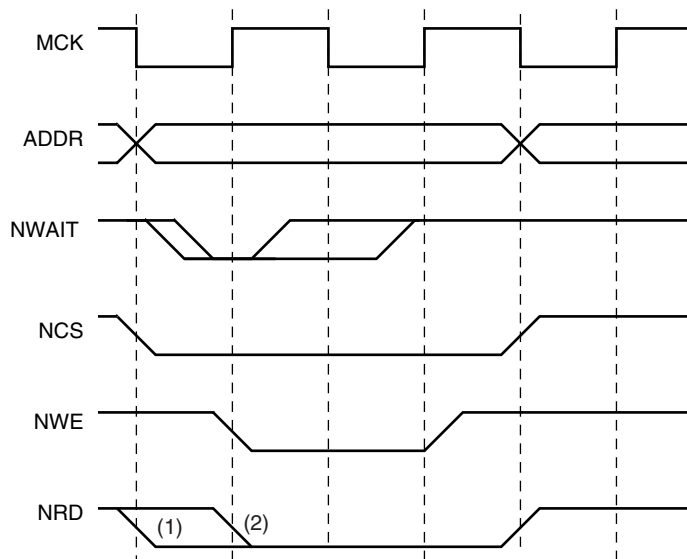 MCK
ADDR
NWAIT
NCS
NWE
NRD
(1)
(2)